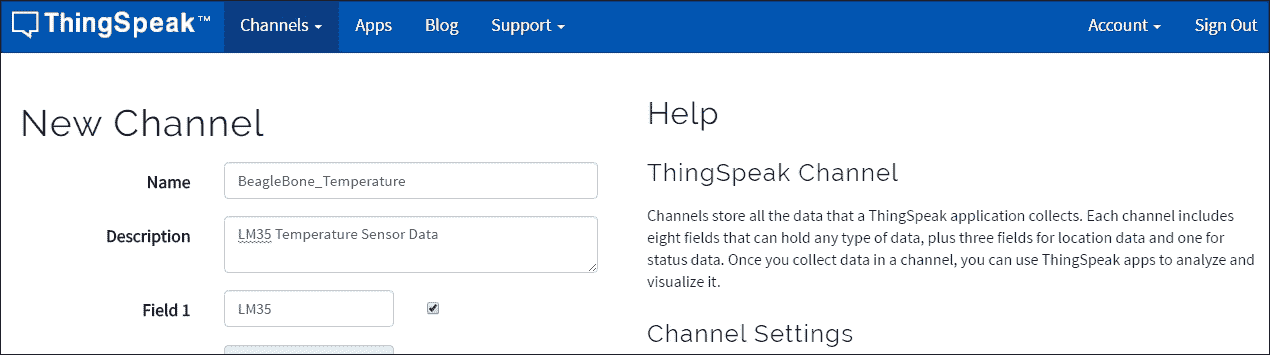 ThingSpeak™ Channels Apps Blog Support Account Sign Out
New Channel
Name BeagleBone_Temperature
Description LM35 Temperature Sensor Data
Field 1 LM35
Help
ThingSpeak Channel
Channels store all the data that a ThingSpeak application collects. Each channel includes
eight fields that can hold any type of data, plus three fields for location data and one for
status data. Once you collect data in a channel, you can use ThingSpeak apps to analyze and
visualize it.
Channel Settings